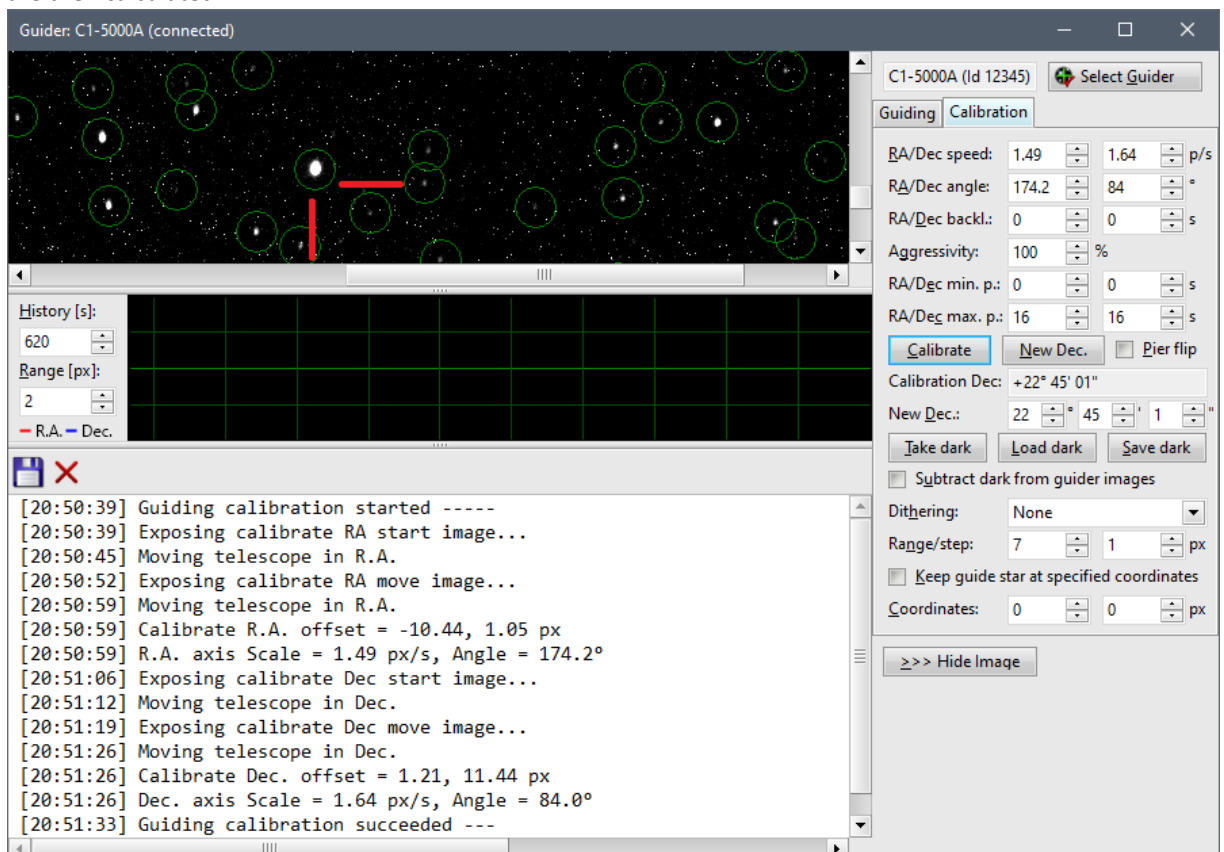 Guider: C1-5000A (connected)
C1-5000A (Id 12345) Select Guider
Guiding Calibration
RA/Dec speed: 1.49 1.64 p/s
RA/Dec angle: 174.2 84 °
RA/Dec backl.: 0 0 s
Aggressivity: 100 %
RA/Dec min. p.: 0 0 s
RA/Dec max. p.: 16 16 s
Calibrate New Dec. Pier flip
Calibration Dec: +22° 45' 01"
New Dec.: 22 ° 45 ' 1 "
Take dark Load dark Save dark
Subtract dark from guider images
Dithering: None
Range/step: 7 1 px
Keep guide star at specified coordinates
Coordinates: 0 0 px
>>> Hide Image
History [s]:
620
Range [px]:
2
R.A. Dec.
[20:50:39] Guiding calibration started -----
[20:50:39] Exposing calibrate RA start image...
[20:50:45] Moving telescope in R.A.
[20:50:52] Exposing calibrate RA move image...
[20:50:59] Moving telescope in R.A.
[20:50:59] Calibrate R.A. offset = -10.44, 1.05 px
[20:50:59] R.A. axis Scale = 1.49 px/s, Angle = 174.2°
[20:51:06] Exposing calibrate Dec start image...
[20:51:12] Moving telescope in Dec.
[20:51:19] Exposing calibrate Dec move image...
[20:51:26] Moving telescope in Dec.
[20:51:26] Calibrate Dec. offset = 1.21, 11.44 px
[20:51:26] Dec. axis Scale = 1.64 px/s, Angle = 84.0°
[20:51:33] Guiding calibration succeeded ---